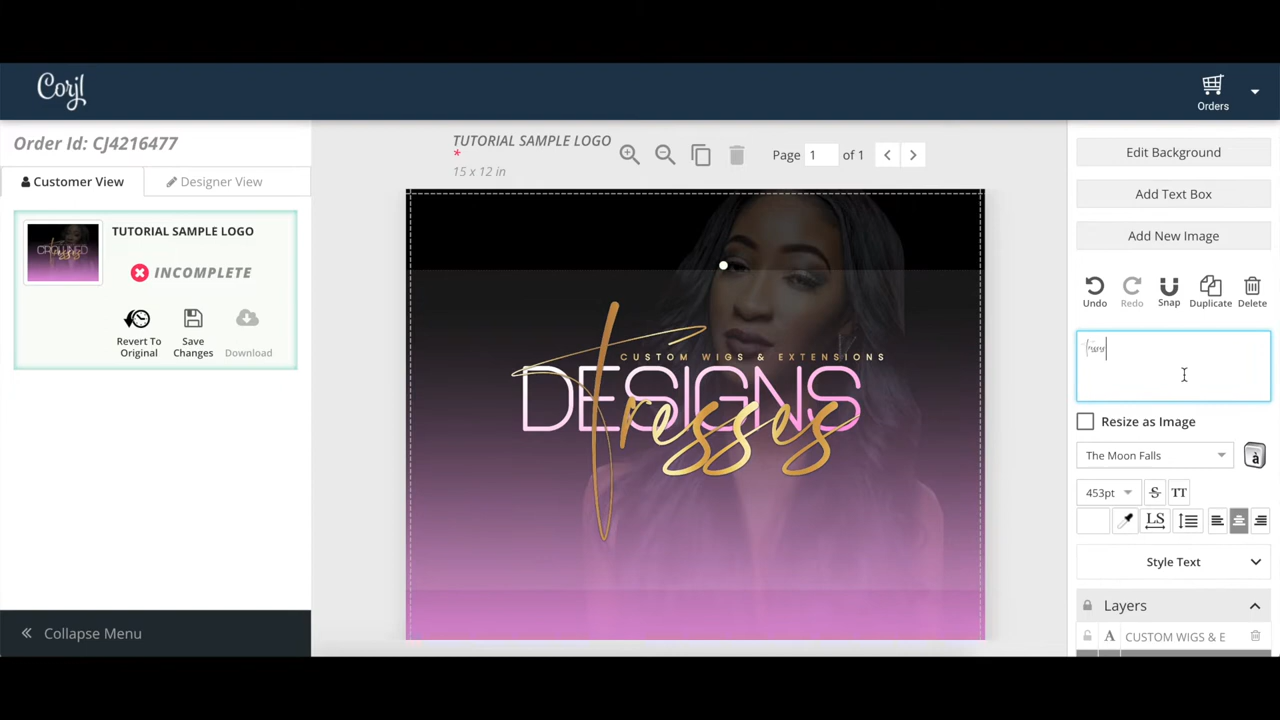 Corjl
Orders
Order Id: CJ4216477
Customer View
Designer View
TUTORIAL SAMPLE LOGO
INCOMPLETE
Revert To Original
Save Changes
Download
Collapse Menu
TUTORIAL SAMPLE LOGO
*
15 x 12 in
Page 1 of 1
CUSTOM WIGS & EXTENSIONS
DESIGNS
Tresses
Edit Background
Add Text Box
Add New Image
Undo
Redo
Snap
Duplicate
Delete
Tresses
Resize as Image
The Moon Falls
à
453pt
S
TT
LS
Style Text
Layers
A CUSTOM WIGS & E